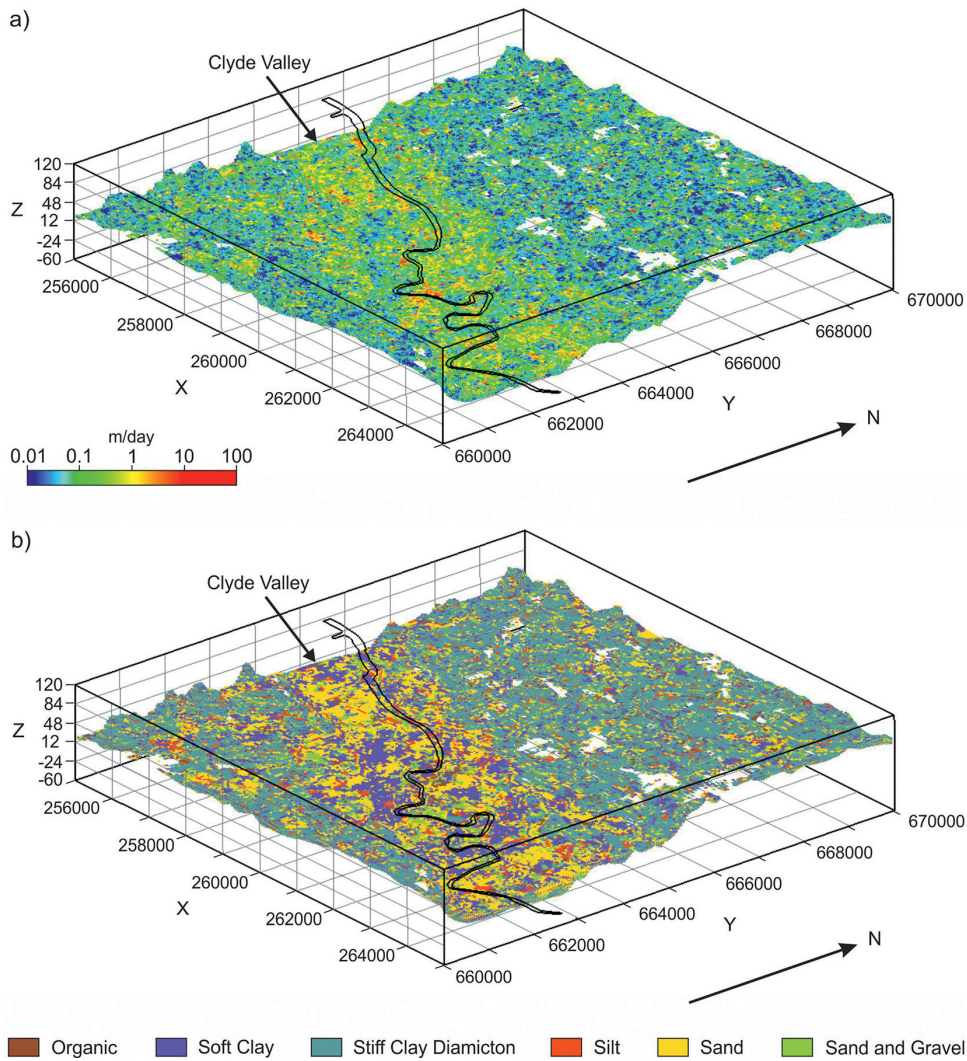 a)
Clyde Valley
120
84
48
12
-24
-60
Z
256000
258000
260000
262000
264000
X
660000
662000
664000
666000
668000
670000
Y
N
m/day
0.01 0.1 1 10 100
b)
Clyde Valley
120
84
48
12
-24
-60
Z
256000
258000
260000
262000
264000
X
660000
662000
664000
666000
668000
670000
Y
N
Organic Soft Clay Stiff Clay Diamicton Silt Sand Sand and Gravel